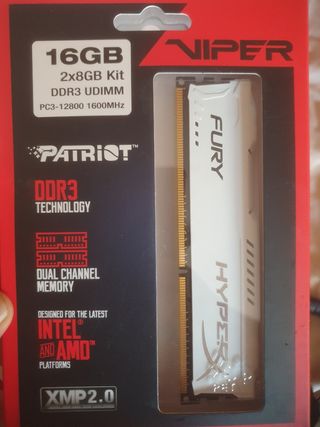 16GB
2x8GB Kit
DDR3 UDIMM
PC3-12800 1600MHz
VIPER
PATRIOT
DDR3
TECHNOLOGY
DUAL CHANNEL
MEMORY
DESIGNED FOR THE LATEST
INTEL
AND AMD™
PLATFORMS
XMP2.0
FURY
HYPERX